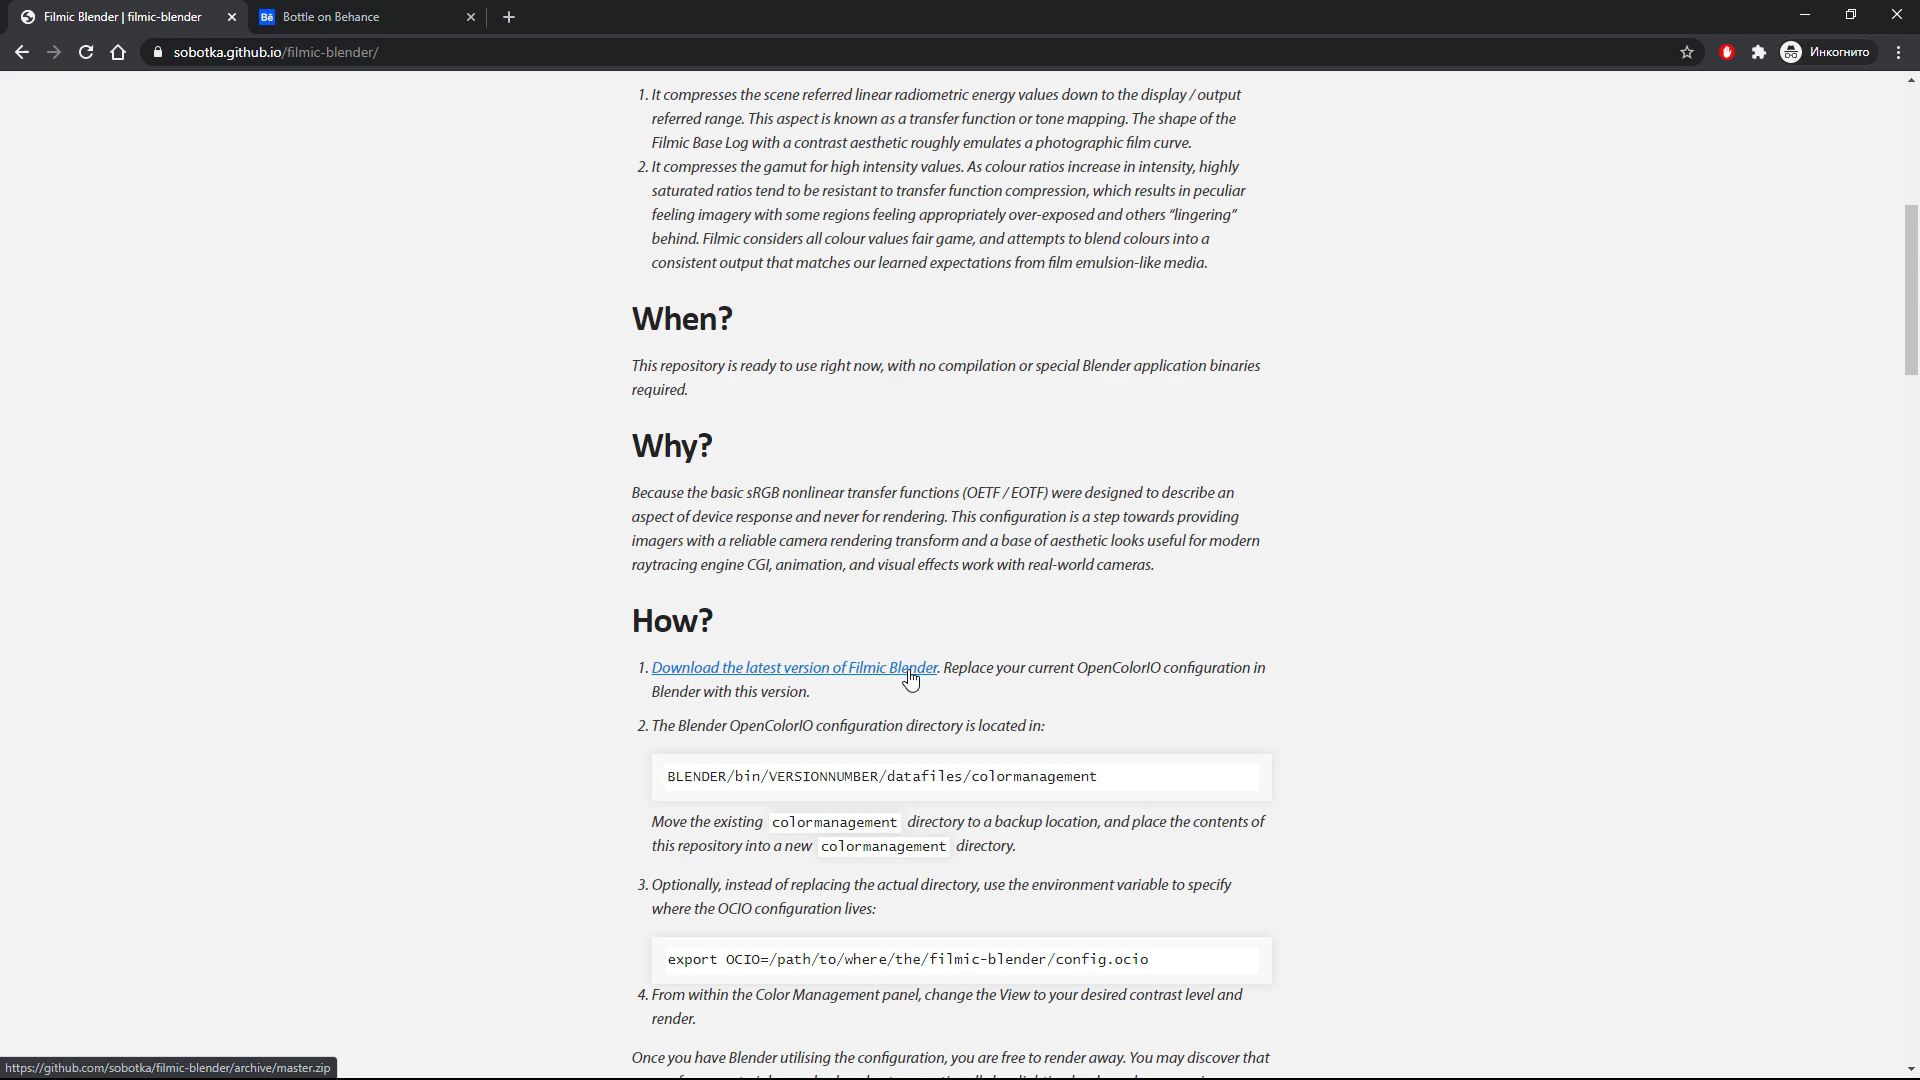 Filmic Blender | filmic-blender
Bē Bottle on Behance
sobotka.github.io/filmic-blender/
Инкогнито
1. It compresses the scene referred linear radiometric energy values down to the display / output
referred range. This aspect is known as a transfer function or tone mapping. The shape of the
Filmic Base Log with a contrast aesthetic roughly emulates a photographic film curve.
2. It compresses the gamut for high intensity values. As colour ratios increase in intensity, highly
saturated ratios tend to be resistant to transfer function compression, which results in peculiar
feeling imagery with some regions feeling appropriately over-exposed and others “lingering”
behind. Filmic considers all colour values fair game, and attempts to blend colours into a
consistent output that matches our learned expectations from film emulsion-like media.
When?
This repository is ready to use right now, with no compilation or special Blender application binaries
required.
Why?
Because the basic sRGB nonlinear transfer functions (OETF / EOTF) were designed to describe an
aspect of device response and never for rendering. This configuration is a step towards providing
imagers with a reliable camera rendering transform and a base of aesthetic looks useful for modern
raytracing engine CGI, animation, and visual effects work with real-world cameras.
How?
1. Download the latest version of Filmic Blender. Replace your current OpenColorIO configuration in
Blender with this version.
2. The Blender OpenColorIO configuration directory is located in:
BLENDER/bin/VERSIONNUMBER/datafiles/colormanagement
Move the existing colormanagement directory to a backup location, and place the contents of
this repository into a new colormanagement directory.
3. Optionally, instead of replacing the actual directory, use the environment variable to specify
where the OCIO configuration lives:
export OCIO=/path/to/where/the/filmic-blender/config.ocio
4. From within the Color Management panel, change the View to your desired contrast level and
render.
Once you have Blender utilising the configuration, you are free to render away. You may discover that
https://github.com/sobotka/filmic-blender/archive/master.zip